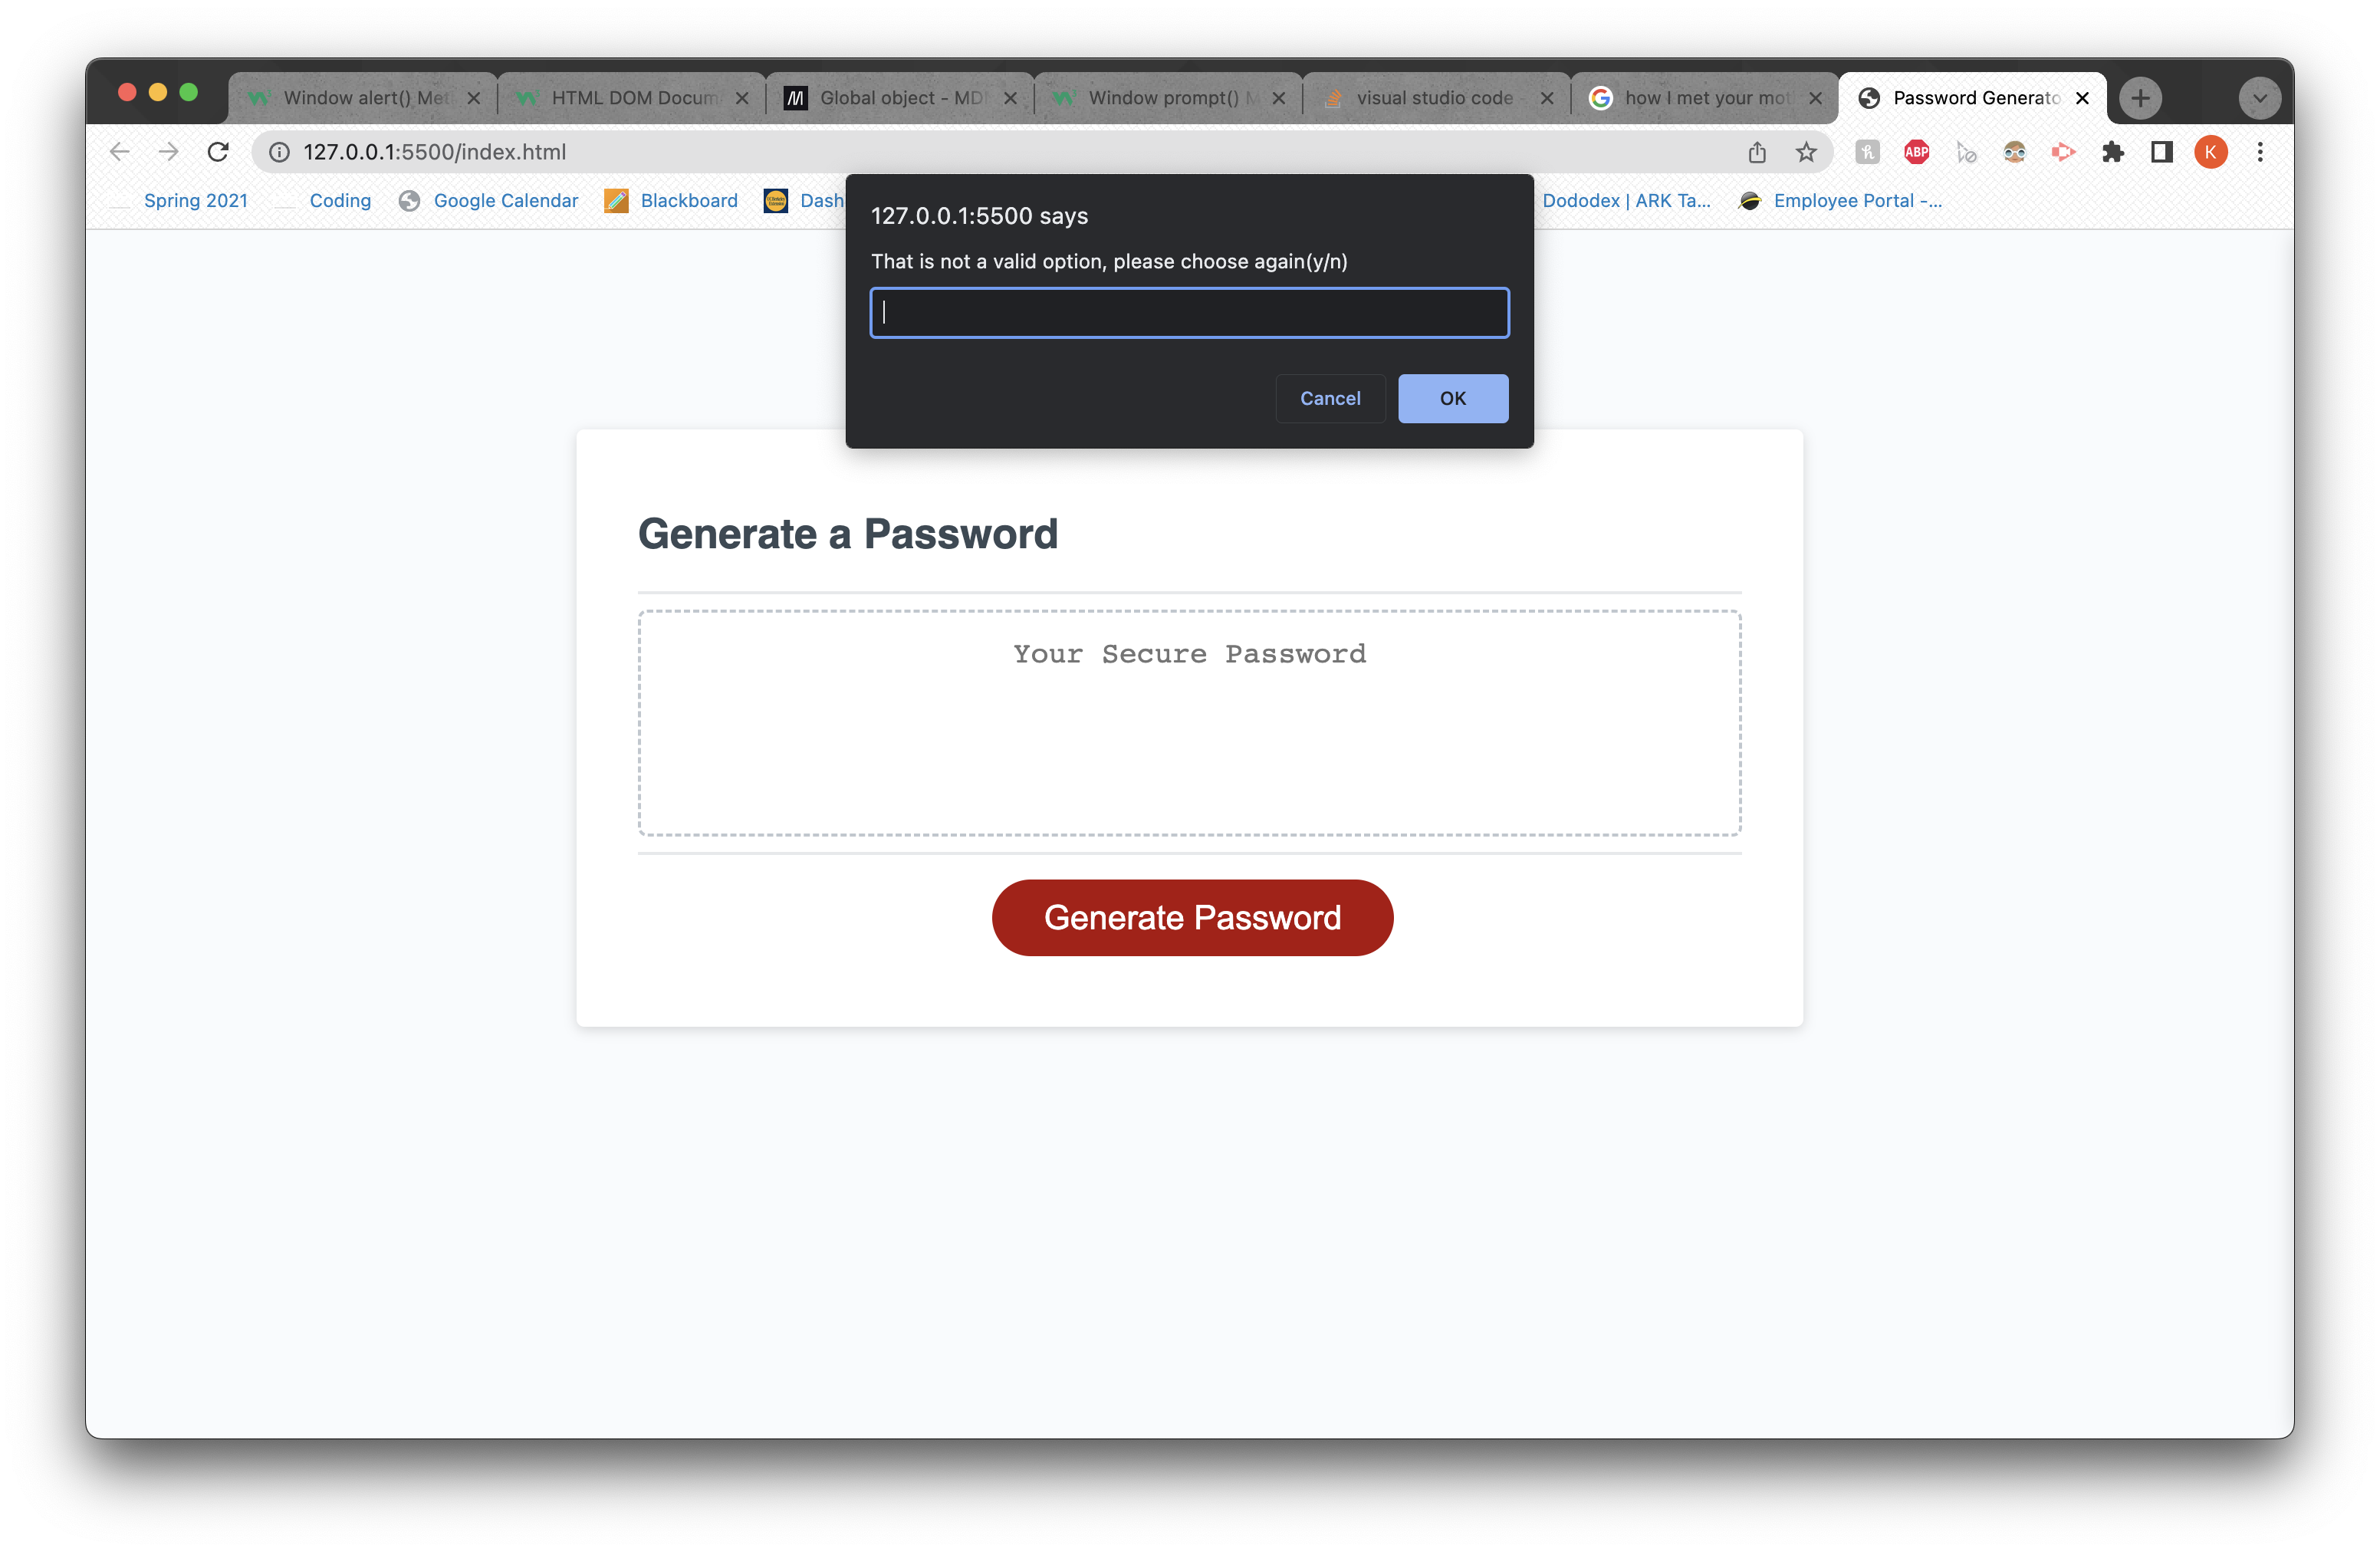 Window alert() Met
HTML DOM Docum
Global object - MD
Window prompt() M
visual studio code
how I met your mot
Password Generato
127.0.0.1:5500/index.html
ABP
K
Spring 2021
Coding
Google Calendar
Blackboard
Dash
Dododex | ARK Ta...
Employee Portal -...
127.0.0.1:5500 says
That is not a valid option, please choose again(y/n)
Cancel
OK
Generate a Password
Your Secure Password
Generate Password